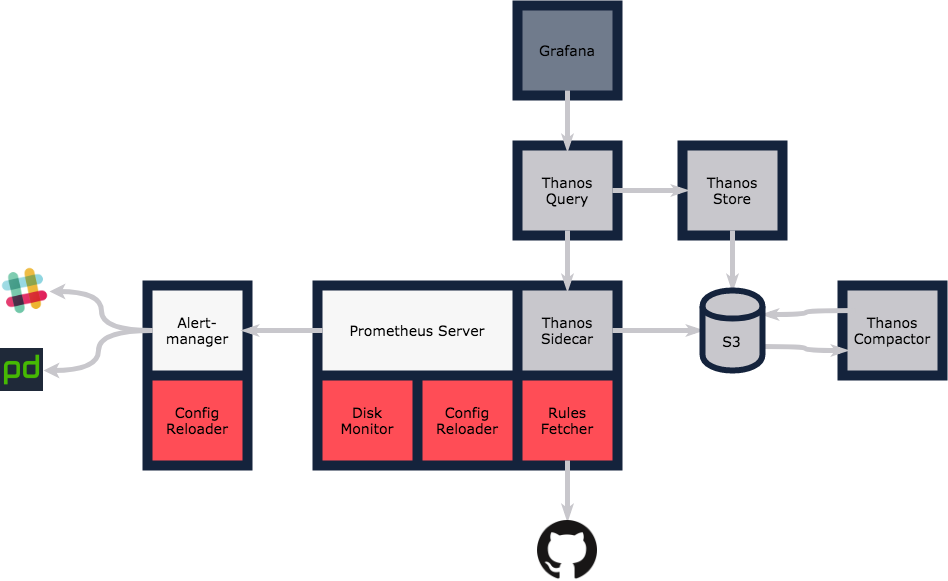 Grafana
Thanos
Query
Thanos
Store
Alert-
manager
Prometheus Server
Thanos
Sidecar
S3
Thanos
Compactor
pd
Config
Reloader
Disk
Monitor
Config
Reloader
Rules
Fetcher